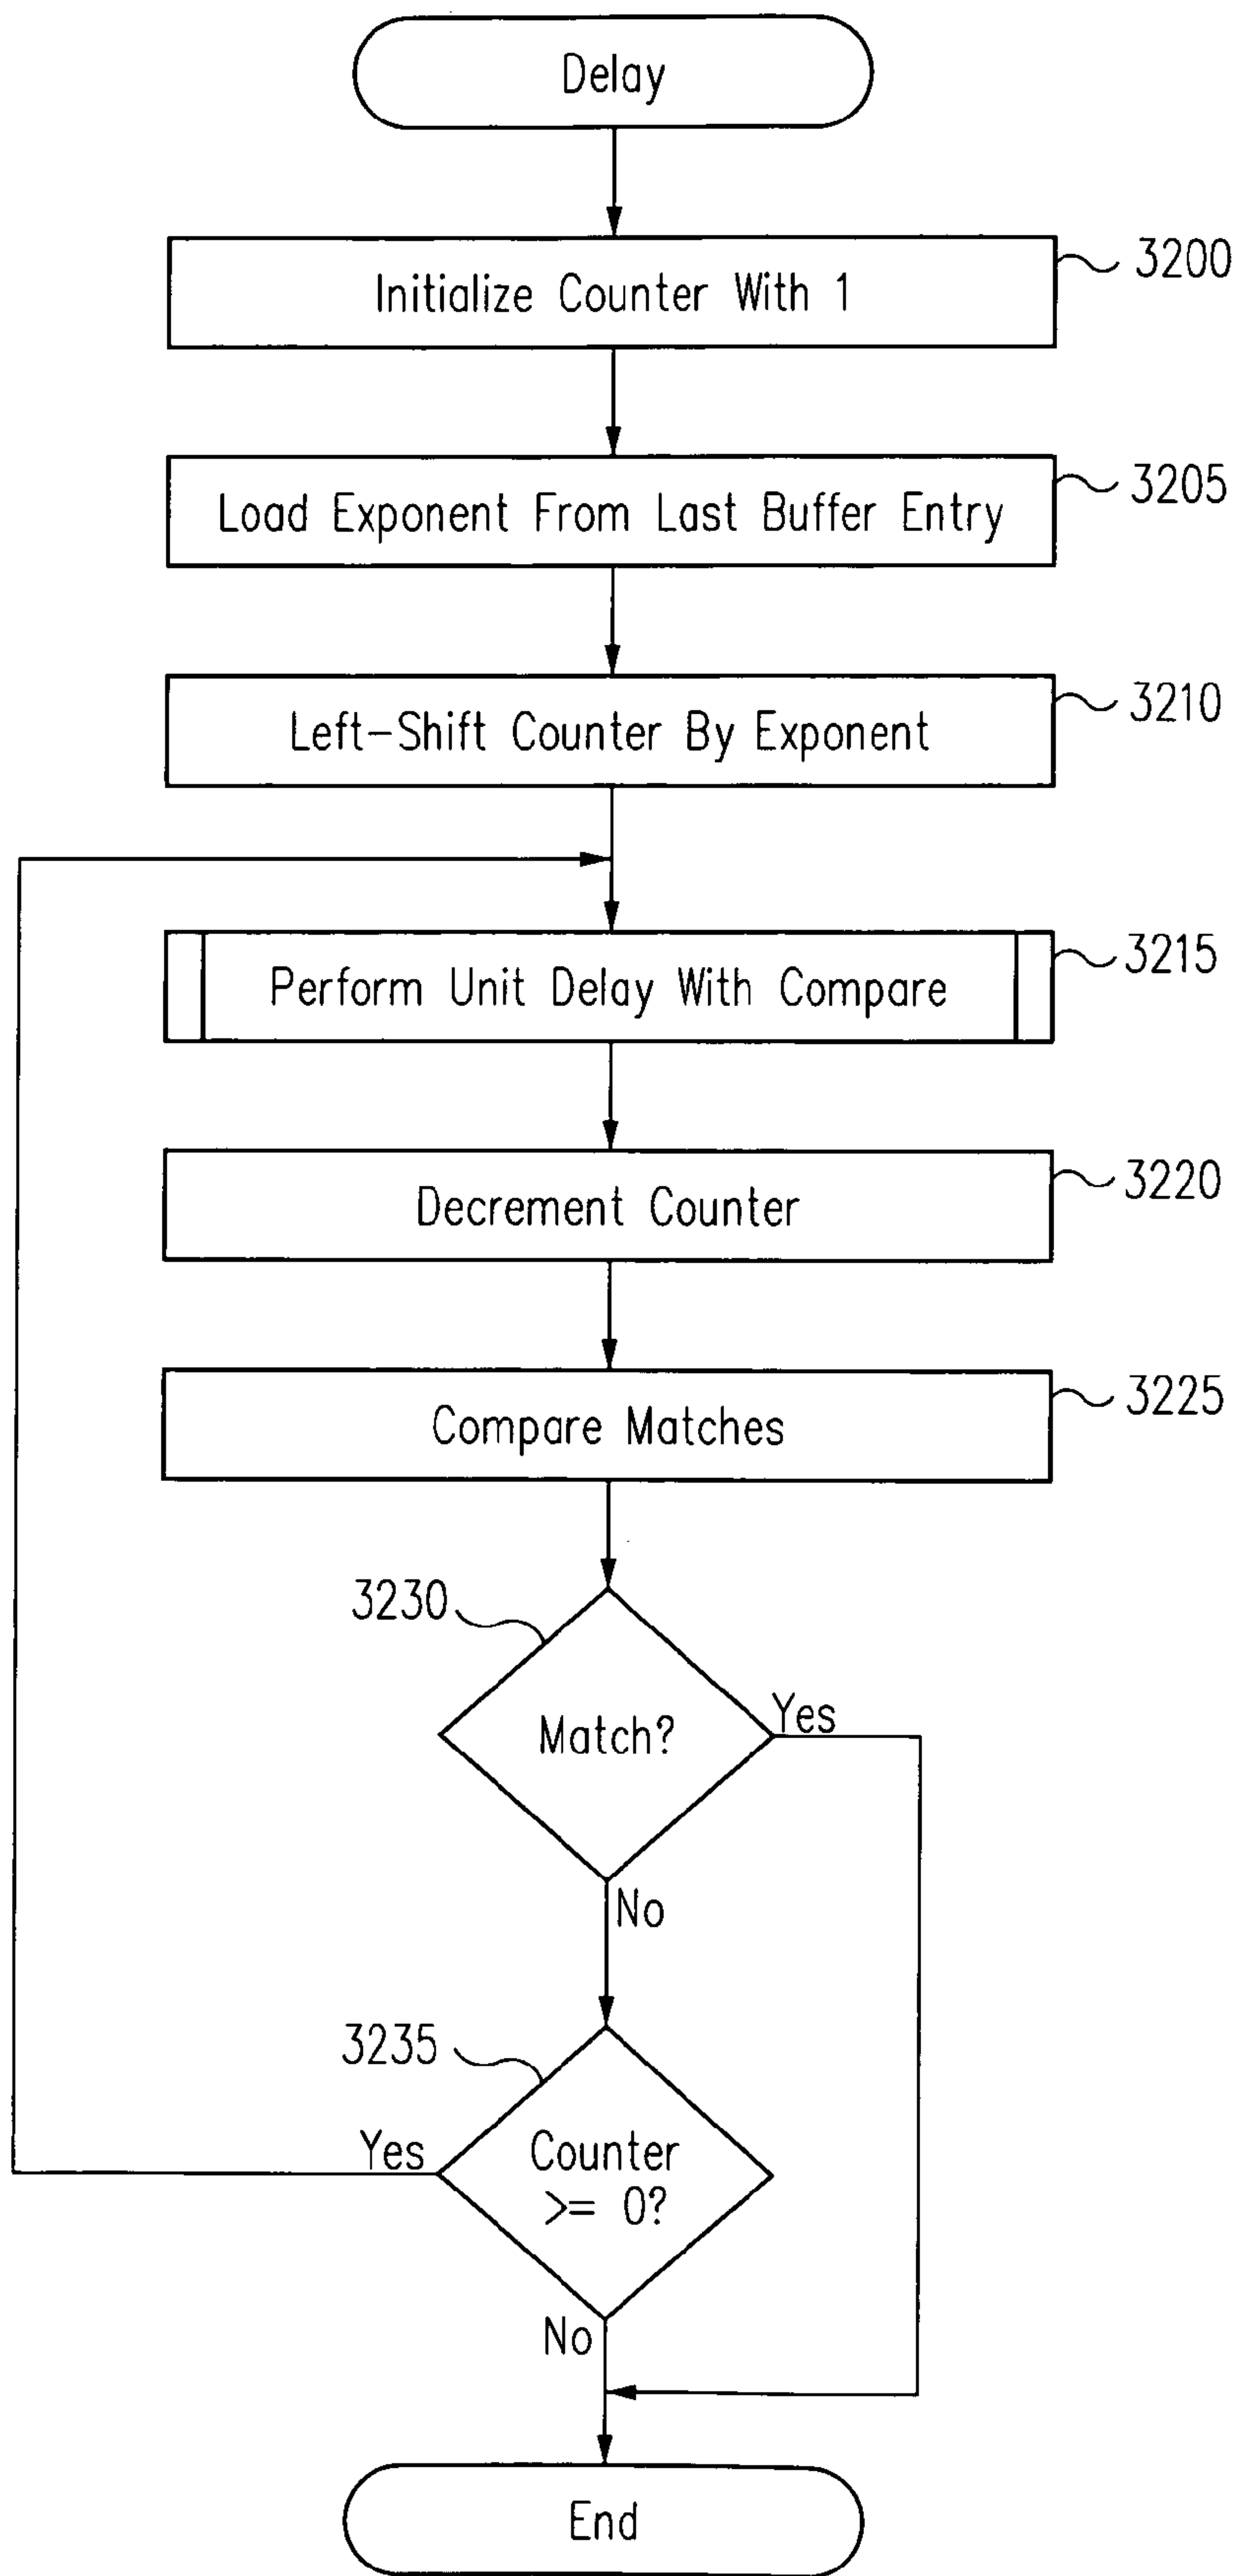 Delay
Initialize Counter With 1
3200
Load Exponent From Last Buffer Entry
3205
Left-Shift Counter By Exponent
3210
Perform Unit Delay With Compare
3215
Decrement Counter
3220
Compare Matches
3225
3230
Match?
Yes
No
3235
Yes
Counter
>= 0?
No
End